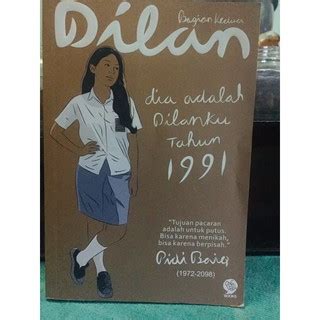 Dilan
Bagian kedua
dia adalah
Dilanku
Tahun
1991
"Tujuan pacaran
adalah untuk putus.
Bisa karena menikah,
bisa karena berpisah."
Pidi Baiq
(1972-2098)
BOOKS